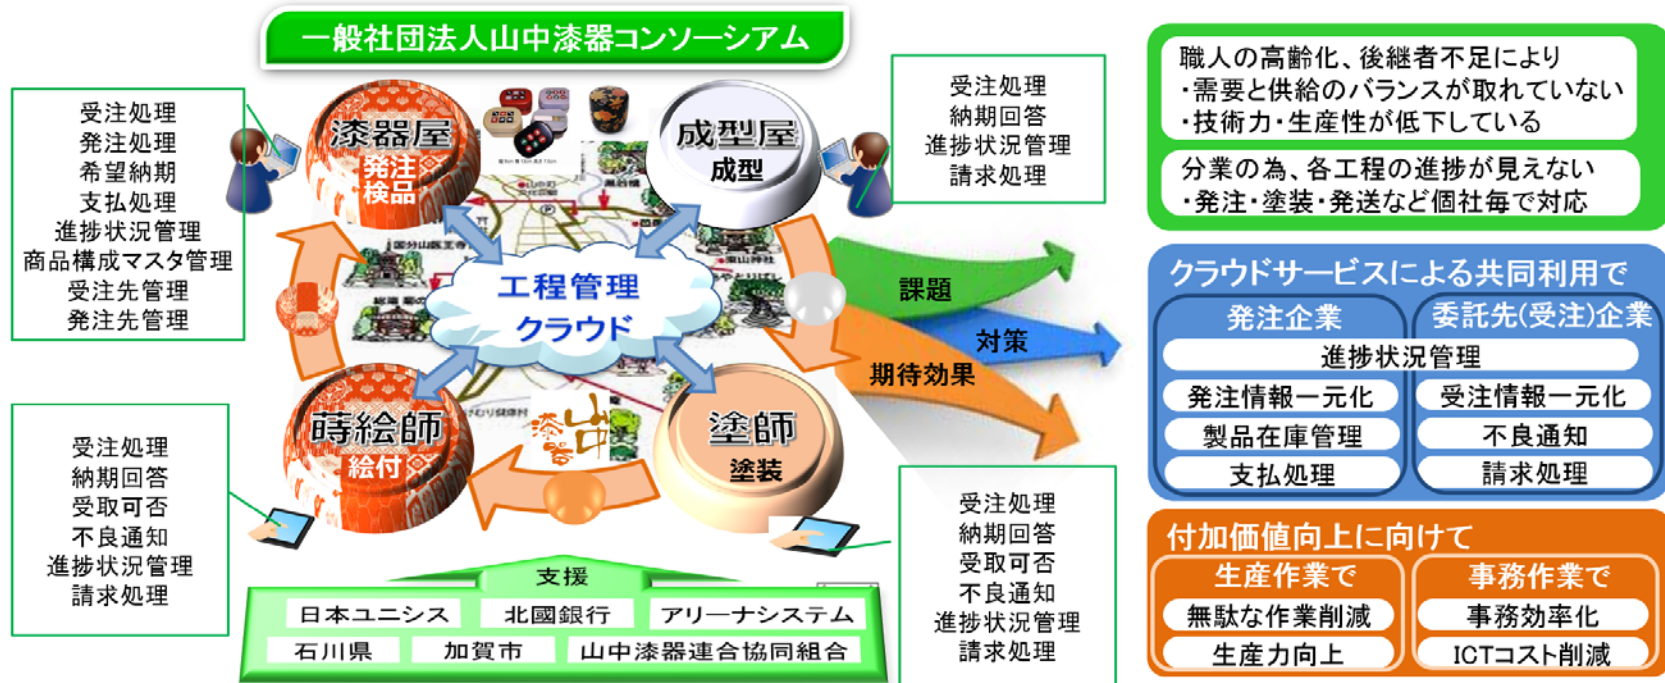 一般社団法人山中漆器コンソーシアム
受注処理
発注処理
希望納期
支払処理
進捗状況管理
商品構成マスタ管理
受注先管理
発注先管理
漆器屋
発注
検品
成型屋
成型
受注処理
納期回答
進捗状況管理
請求処理
工程管理
クラウド
蒔絵師
絵付
塗師
塗装
山中
漆器
受注処理
納期回答
受取可否
不良通知
進捗状況管理
請求処理
受注処理
納期回答
受取可否
不良通知
進捗状況管理
請求処理
支援
日本ユニシス
北國銀行
アリーナシステム
石川県
加賀市
山中漆器連合協同組合
課題
対策
期待効果
職人の高齢化、後継者不足により
・需要と供給のバランスが取れていない
・技術力・生産性が低下している
分業の為、各工程の進捗が見えない
・発注・塗装・発送など個社毎で対応
クラウドサービスによる共同利用で
発注企業
委託先(受注)企業
進捗状況管理
発注情報一元化
受注情報一元化
製品在庫管理
不良通知
支払処理
請求処理
付加価値向上に向けて
生産作業で
事務作業で
無駄な作業削減
事務効率化
生産力向上
ICTコスト削減